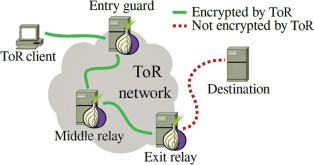 Entry guard
Encrypted by ToR
Not encrypted by ToR
ToR client
ToR
network
Destination
Middle relay
Exit relay